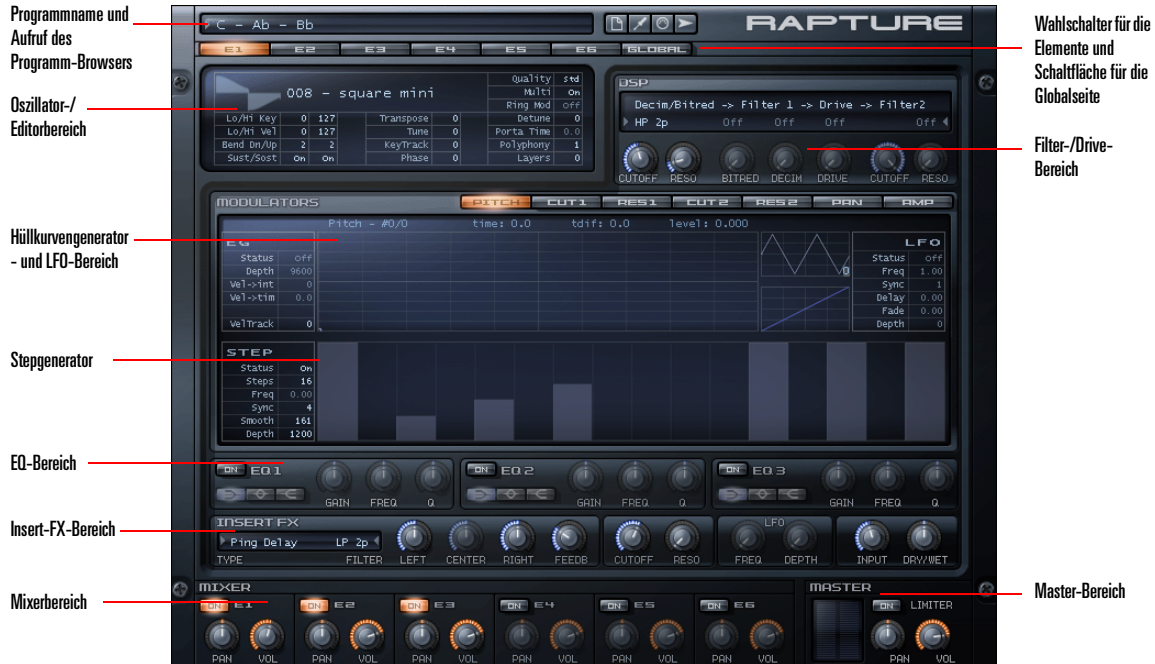 Programmname und
Aufruf des
Programm-Browsers
Oszillator-/
Editorbereich
Hüllkurvengenerator
- und LFO-Bereich
Stepgenerator
EQ-Bereich
Insert-FX-Bereich
Mixerbereich
Wahlschalter für die
Elemente und
Schaltfläche für die
Globalseite
Filter-/Drive-
Bereich
Master-Bereich
C - Ab - Bb
RAPTURE
E1 E2 E3 E4 E5 E6 GLOBAL
008 - square mini
Quality Std
Multi On
Ring Mod Off
Lo/Hi Key 0 127 Transpose 0 Detune 0
Lo/Hi Vel 0 127 Tune 0 Porta Time 0.0
Bend Dn/Up 2 2 KeyTrack 0 Polyphony 1
Sust/Sost On On Phase 0 Layers 0
DSP
Decim/Bitred -> Filter 1 -> Drive -> Filter2
HP 2p Off Off Off Off
CUTOFF RESO BITRED DECIM DRIVE CUTOFF RESO
MODULATORS PITCH CUT1 RES1 CUT2 RES2 PAN AMP
Pitch - #0/0 time: 0.0 tdif: 0.0 level: 0.000
EG
Status Off
Depth 9600
Vel->int 0
Vel->tim 0.0
VelTrack 0
LFO
Status Off
Freq 1.00
Sync 1
Delay 0.00
Fade 0.00
Depth 0
0
STEP
Status On
Steps 16
Freq 0.00
Sync 4
Smooth 161
Depth 1200
ON EQ1 GAIN FREQ Q
ON EQ2 GAIN FREQ Q
ON EQ3 GAIN FREQ Q
INSERT FX
Ping Delay LP 2p
TYPE FILTER LEFT CENTER RIGHT FEEDB CUTOFF RESO
LFO
FREQ DEPTH INPUT DRY/WET
MIXER
ON E1 ON E2 ON E3 ON E4 ON E5 ON E6
PAN VOL PAN VOL PAN VOL PAN VOL PAN VOL PAN VOL
MASTER
ON LIMITER
PAN VOL